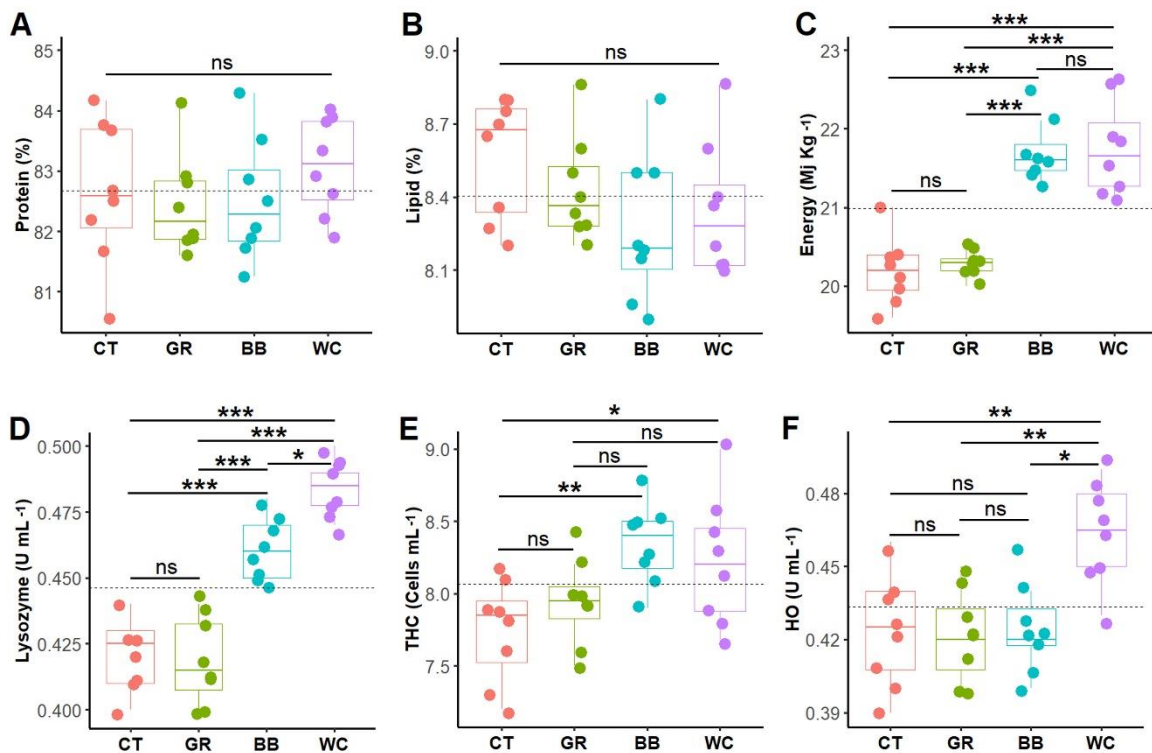 A
Protein (%)
85
84
83
82
81
ns
CT GR BB WC
B
Lipid (%)
9.0
8.7
8.4
8.1
ns
CT GR BB WC
C
Energy (Mj Kg -1)
23
22
21
20
***
***
ns
***
***
ns
CT GR BB WC
D
Lysozyme (U mL-1)
0.500
0.475
0.450
0.425
0.400
***
***
***
*
***
ns
CT GR BB WC
E
THC (Cells mL-1)
9.0
8.5
8.0
7.5
*
ns
ns
**
ns
CT GR BB WC
F
HO (U mL-1)
0.48
0.45
0.42
0.39
**
**
*
ns
ns
ns
CT GR BB WC